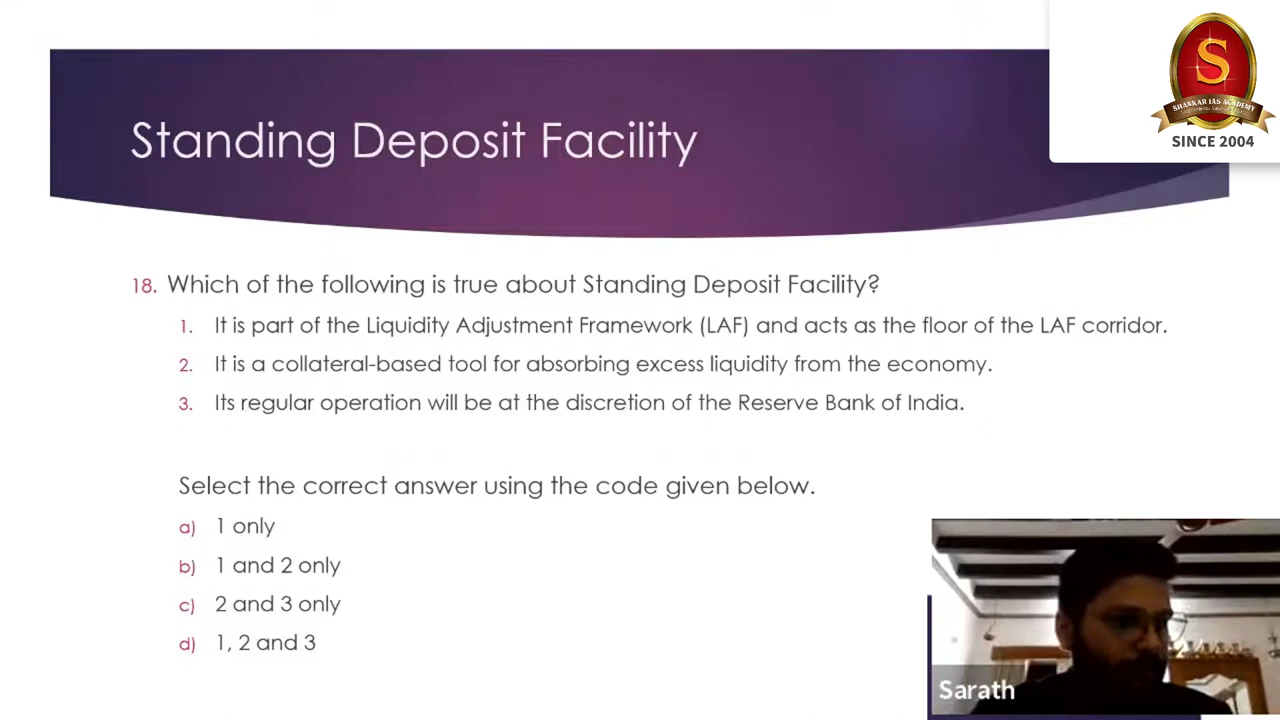 S
SHANKAR IAS ACADEMY
SINCE 2004
Standing Deposit Facility
18. Which of the following is true about Standing Deposit Facility?
1. It is part of the Liquidity Adjustment Framework (LAF) and acts as the floor of the LAF corridor.
2. It is a collateral-based tool for absorbing excess liquidity from the economy.
3. Its regular operation will be at the discretion of the Reserve Bank of India.
Select the correct answer using the code given below.
a) 1 only
b) 1 and 2 only
c) 2 and 3 only
d) 1, 2 and 3
Sarath